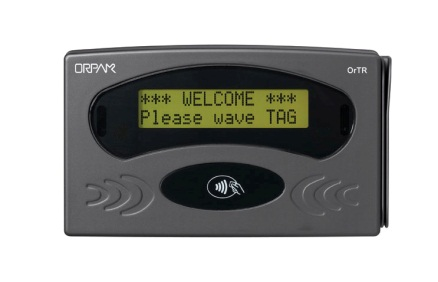 ORPAK
OrTR
*** WELCOME ***
Please wave TAG